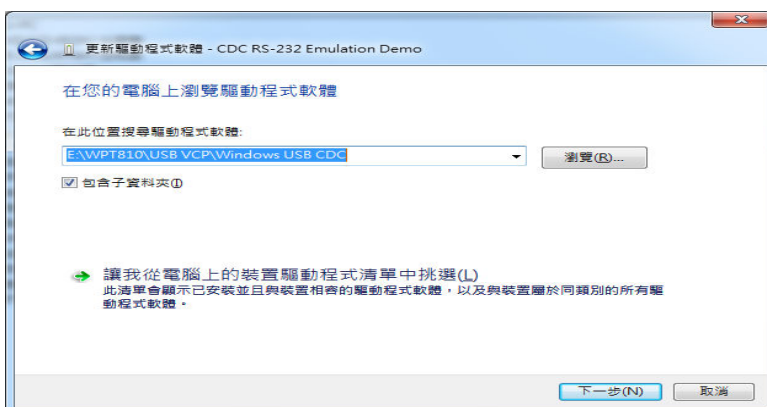 更新驅動程式軟體 - CDC RS-232 Emulation Demo
在您的電腦上瀏覽驅動程式軟體
在此位置搜尋驅動程式軟體:
E:\WPT810\USB VCP\Windows USB CDC
瀏覽(R)...
包含子資料夾(I)
讓我從電腦上的裝置驅動程式清單中挑選(L)
此清單會顯示已安裝並且與裝置相容的驅動程式軟體，以及與裝置屬於同類別的所有驅
動程式軟體。
下一步(N)
取消